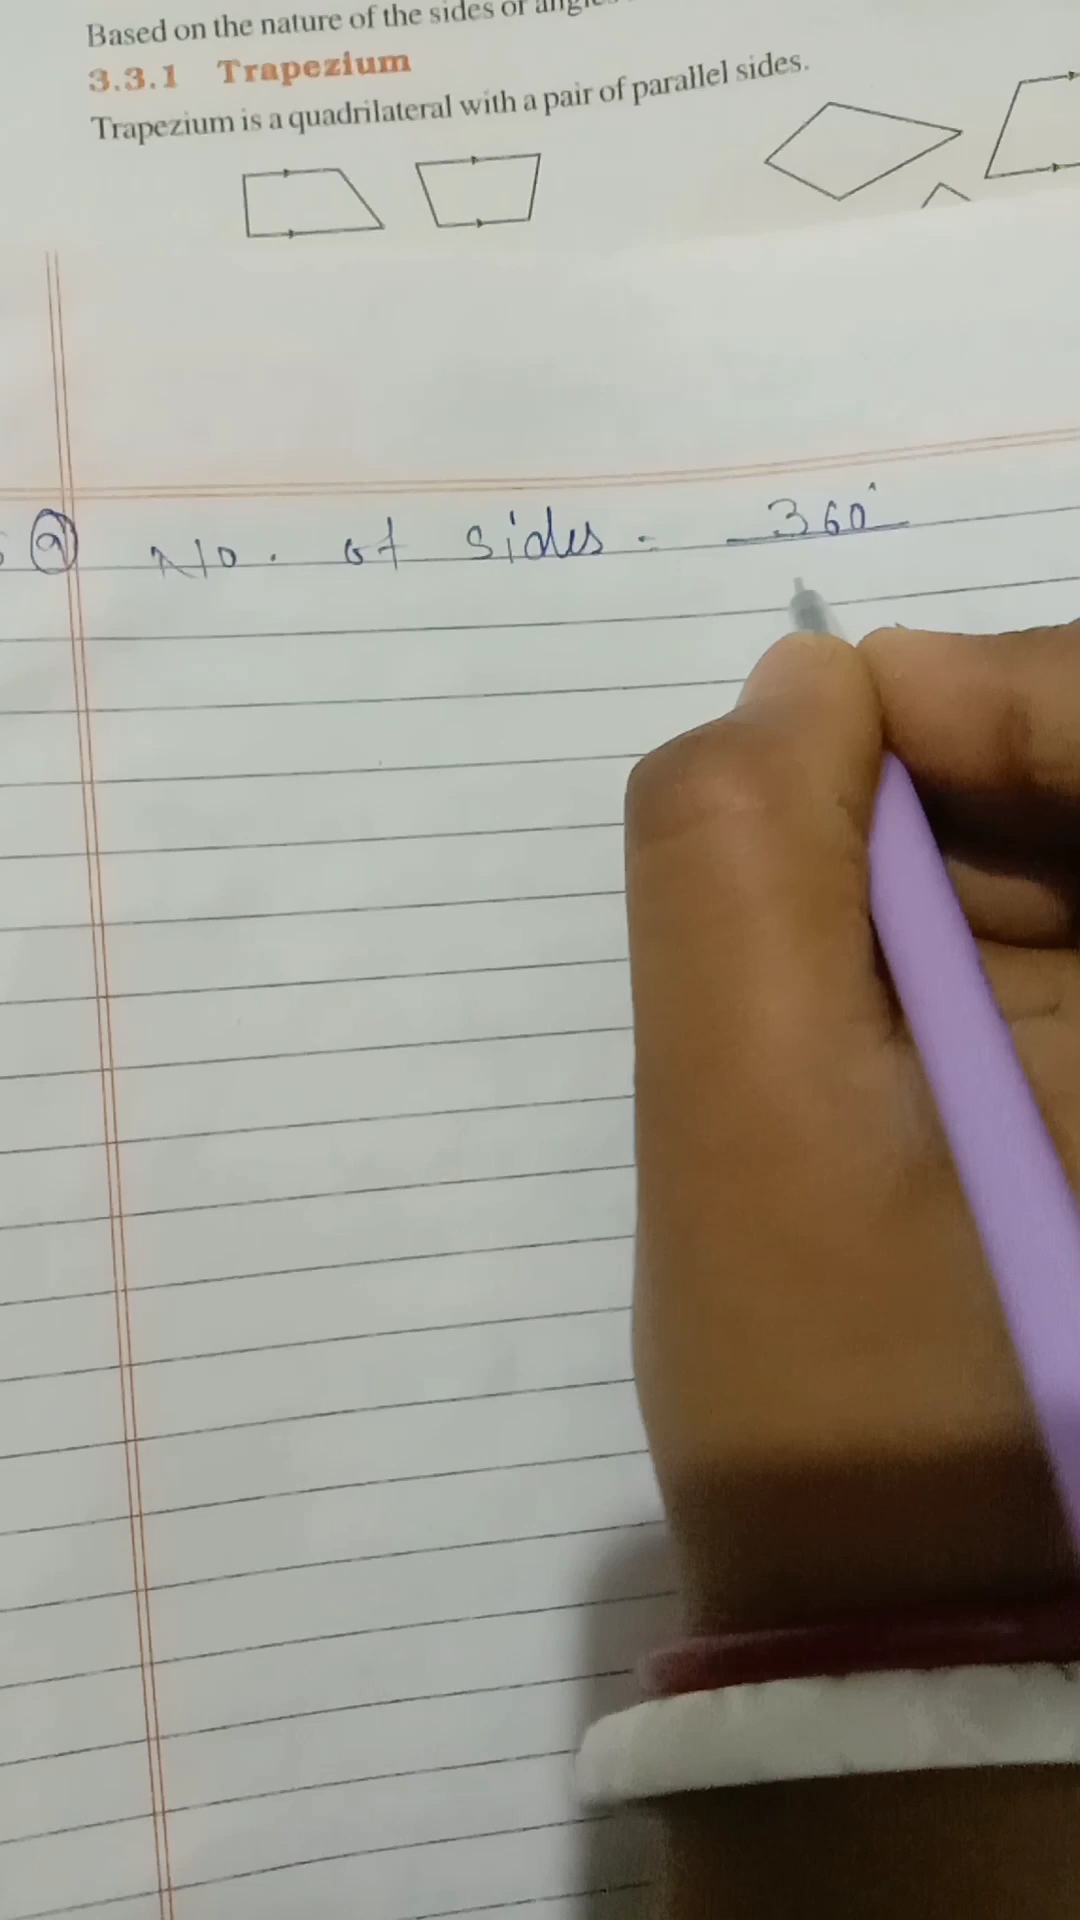 Based on the nature of the sides or
3.3.1 Trapezium
Trapezium is a quadrilateral with a pair of parallel sides.
(a) No. of sides = 360°